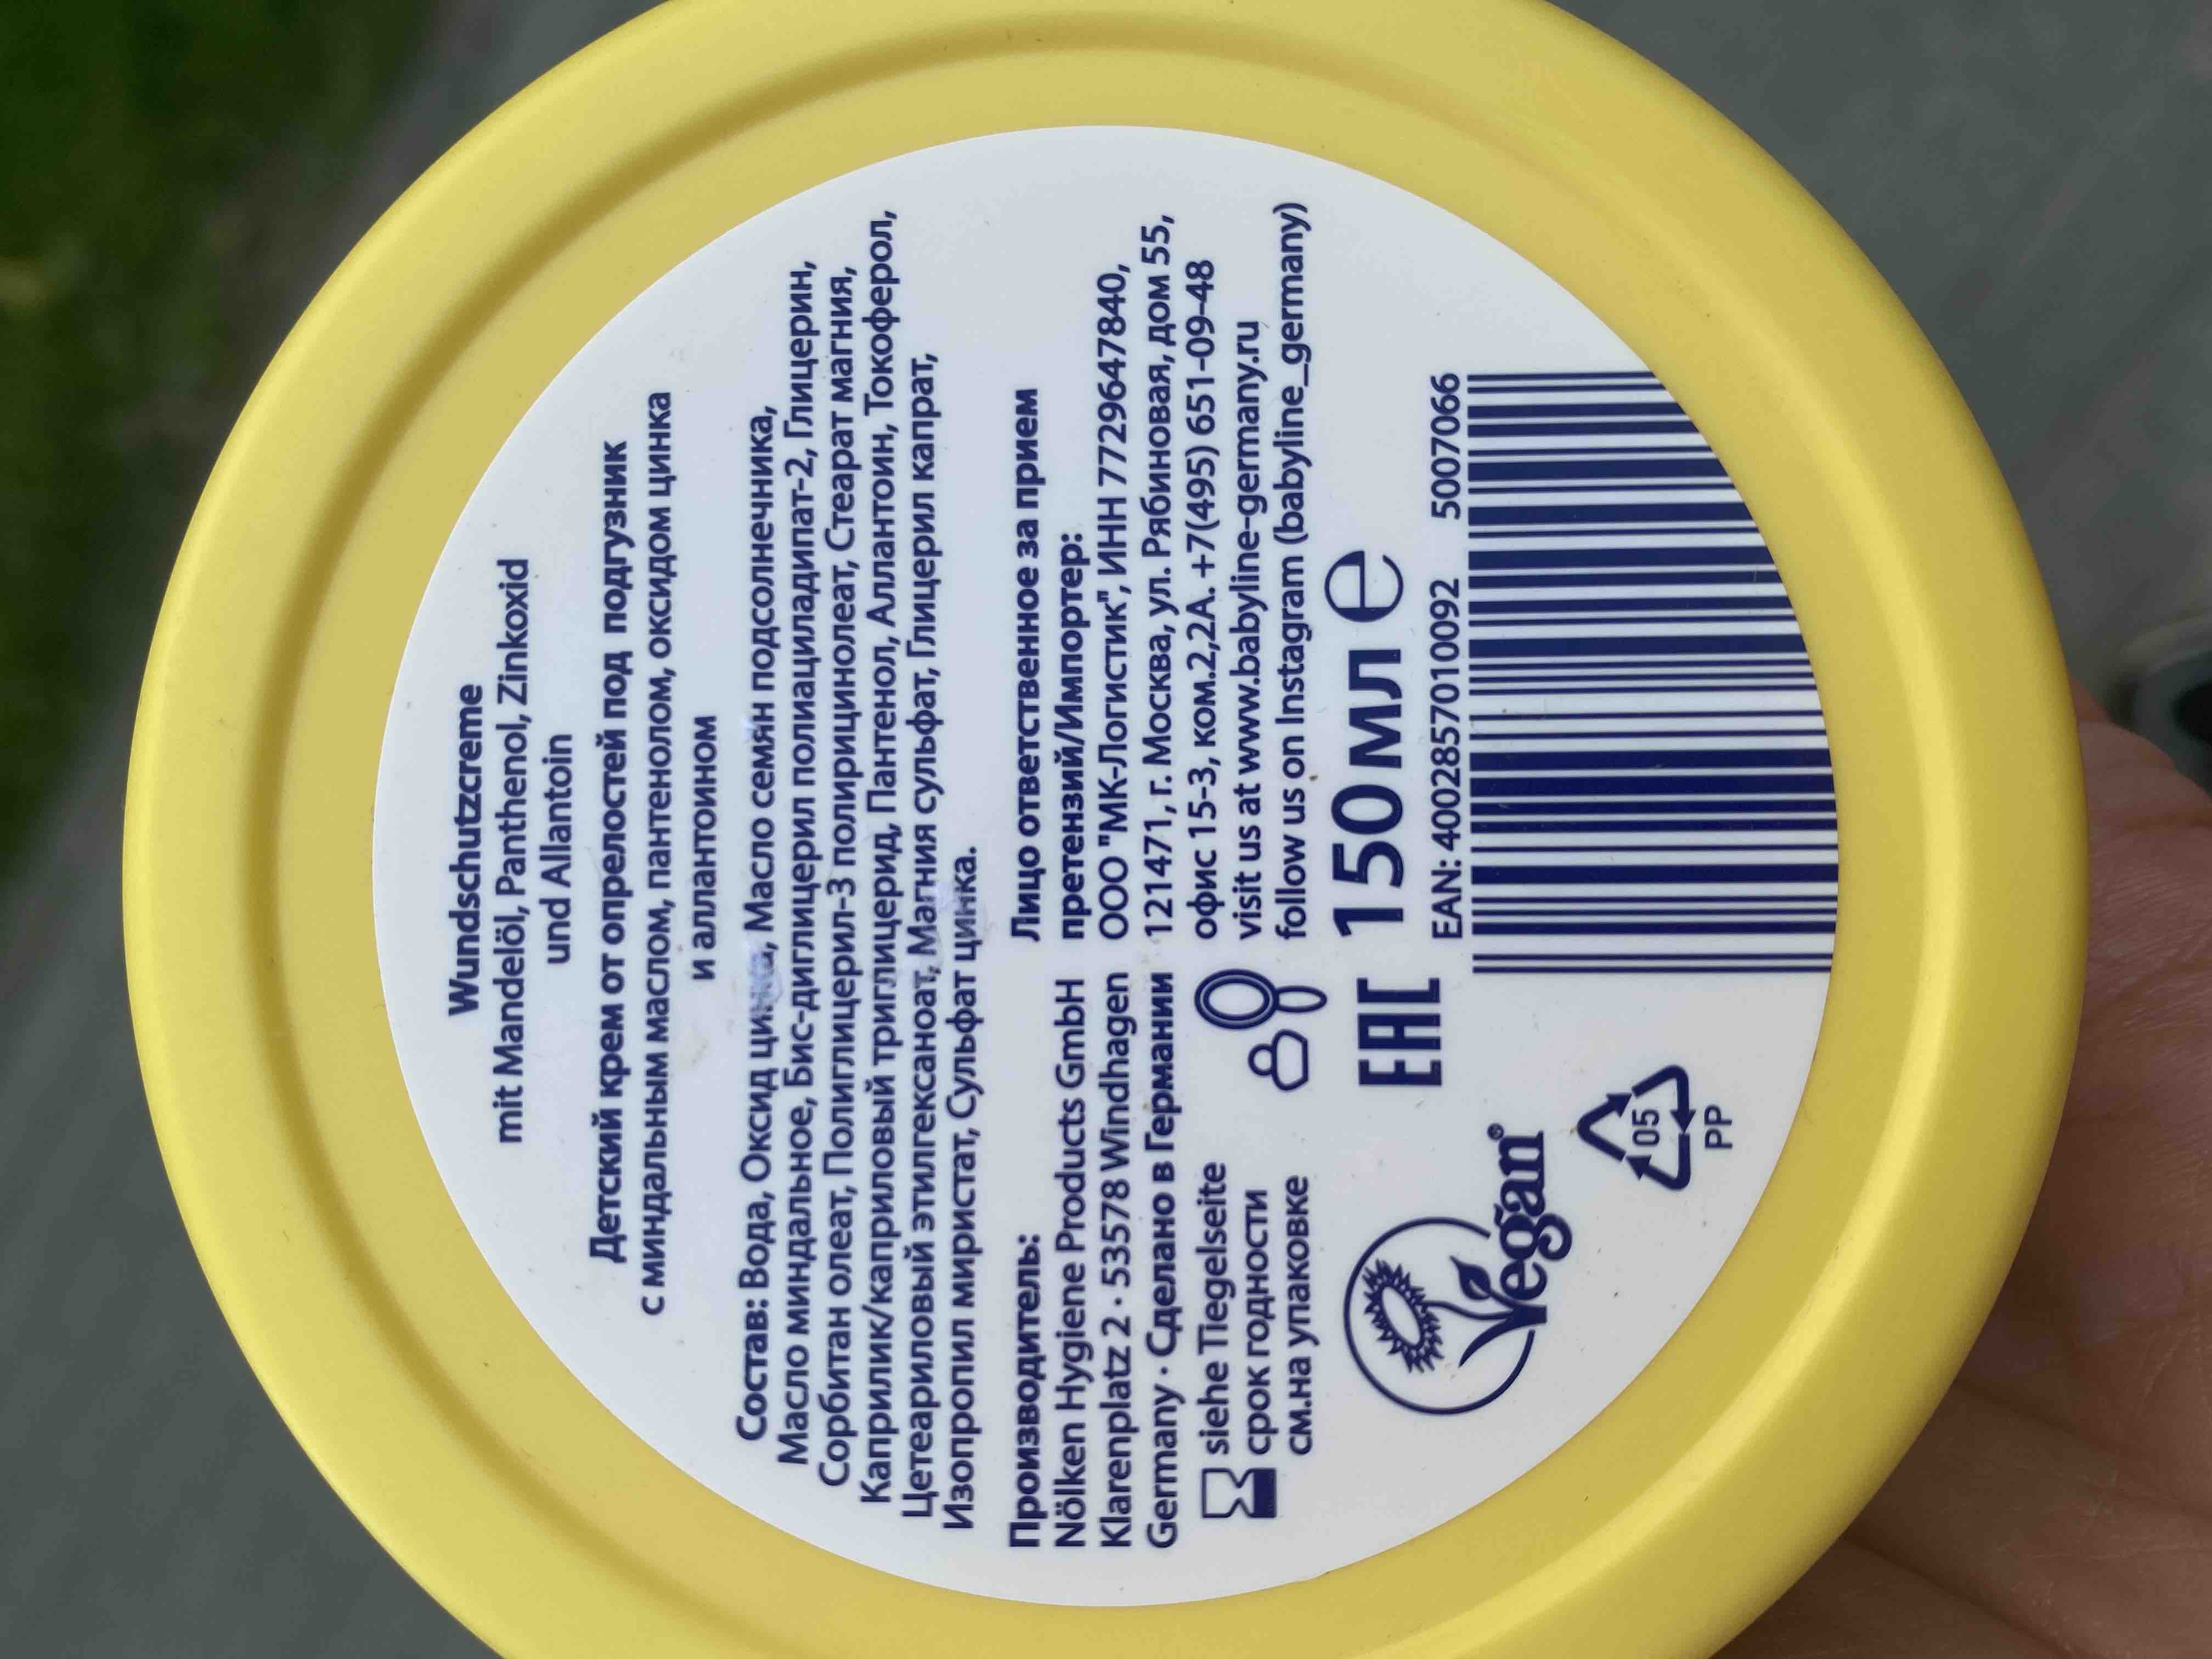 Wundschutzcreme
mit Mandelöl, Panthenol, Zinkoxid
und Allantoin
Детский крем от опрелостей под подгузник
с миндальным маслом, пантенолом, оксидом цинка
и аллантоином
Состав: Вода, Оксид цинка, Масло семян подсолнечника,
Масло миндальное, Бис-диглицерил полиациладипат-2, Глицерин,
Сорбитан олеат, Полиглицерил-3 полирицинолеат, Стеарат магния,
Каприлик/каприловый триглицерид, Пантенол, Аллантоин, Токоферол,
Цетеариловый этилгексаноат, Магния сульфат, Глицерил капрат,
Изопропил миристат, Сульфат цинка.
Производитель:
Nölken Hygiene Products GmbH
Klarenplatz 2 · 53578 Windhagen
Germany · Сделано в Германии
siehe Tiegelseite
срок годности
см.на упаковке
Лицо ответственное за прием
претензий/Импортер:
ООО "МК-Логистик", ИНН 7729647840,
121471, г. Москва, ул. Рябиновая, дом 55,
офис 15-3, ком.2,2А. +7(495) 651-09-48
visit us at www.babyline-germany.ru
follow us on Instagram (babyline_germany)
EAC 150 мл e
EAN: 4002857010092 5007066
Vegan®
05
PP